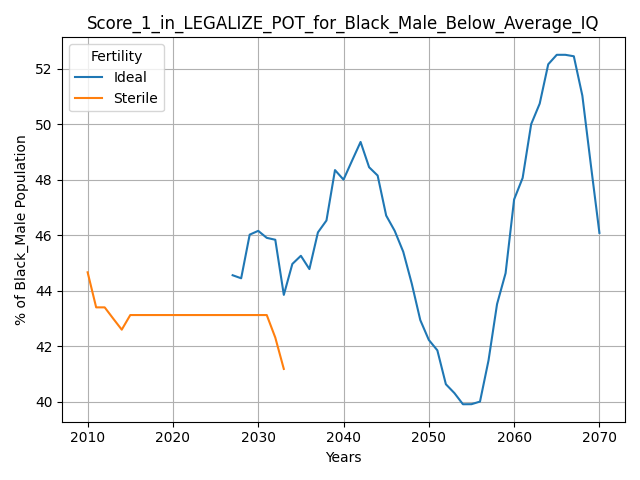 Score_1_in_LEGALIZE_POT_for_Black_Male_Below_Average_IQ
Fertility
Ideal
Sterile
% of Black_Male Population
52
50
48
46
44
42
40
2010
2020
2030
2040
2050
2060
2070
Years